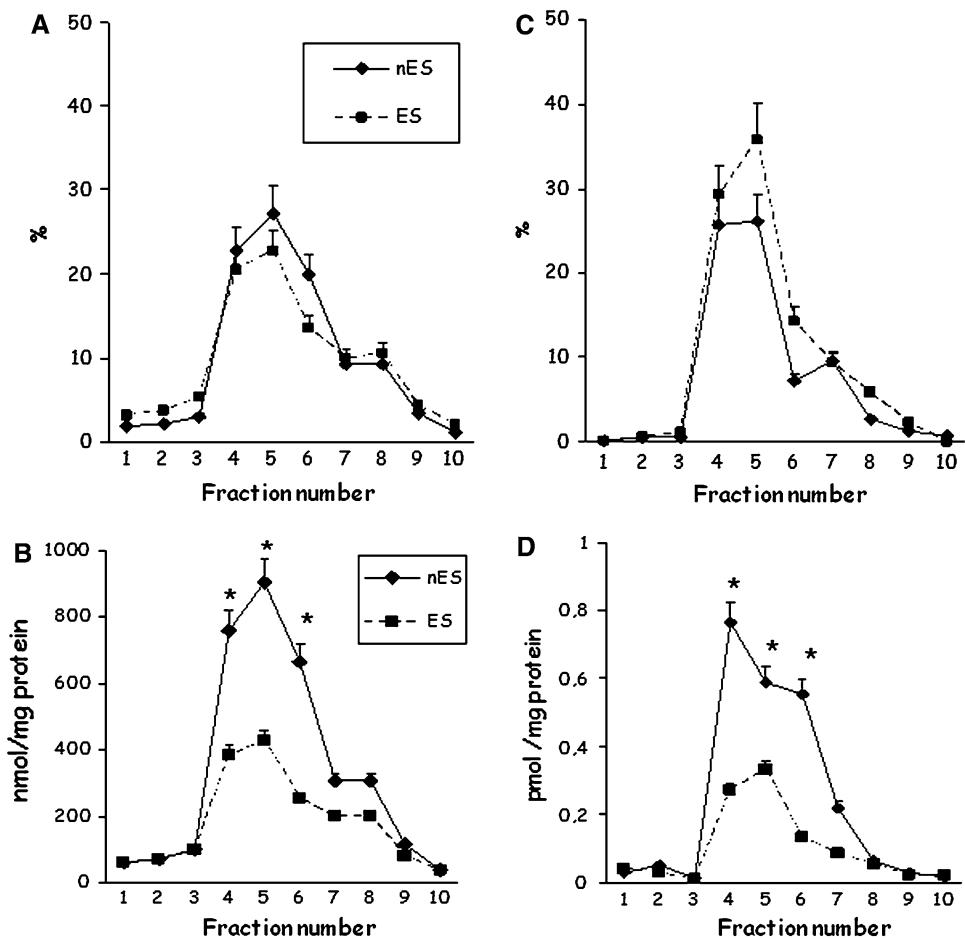 A
50
40
30
20
10
0
%
nES
ES
1 2 3 4 5 6 7 8 9 10
Fraction number
C
50
40
30
20
10
0
%
1 2 3 4 5 6 7 8 9 10
Fraction number
B
1000
800
600
400
200
0
nmol/mg protein
* * *
nES
ES
1 2 3 4 5 6 7 8 9 10
Fraction number
D
1
0.8
0.6
0.4
0,2
0
pmol /mg protein
* * *
1 2 3 4 5 6 7 8 9 10
Fraction number